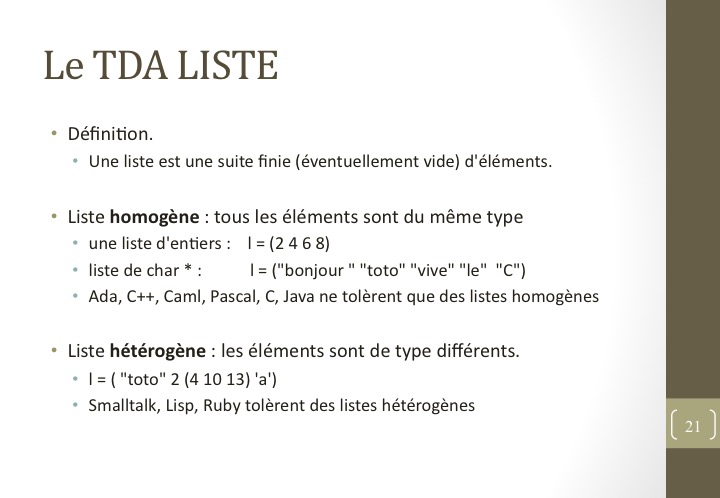 Le TDA LISTE
• Définition.
• Une liste est une suite finie (éventuellement vide) d'éléments.
• Liste homogène : tous les éléments sont du même type
• une liste d'entiers : l = (2 4 6 8)
• liste de char * : l = ("bonjour " "toto" "vive" "le" "C")
• Ada, C++, Caml, Pascal, C, Java ne tolèrent que des listes homogènes
• Liste hétérogène : les éléments sont de type différents.
• l = ( "toto" 2 (4 10 13) 'a')
• Smalltalk, Lisp, Ruby tolèrent des listes hétérogènes
21